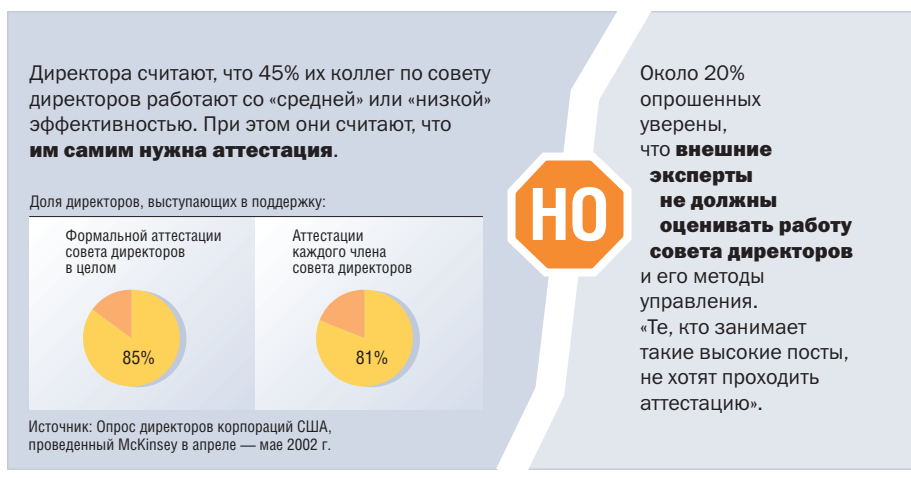 Директора считают, что 45% их коллег по совету
директоров работают со «средней» или «низкой»
эффективностью. При этом они считают, что
им самим нужна аттестация.
Доля директоров, выступающих в поддержку:
Формальной аттестации
совета директоров
в целом
85%
Аттестации
каждого члена
совета директоров
81%
Источник: Опрос директоров корпораций США,
проведенный McKinsey в апреле — мае 2002 г.
НО
Около 20%
опрошенных
уверены,
что внешние
эксперты
не должны
оценивать работу
совета директоров
и его методы
управления.
«Те, кто занимает
такие высокие посты,
не хотят проходить
аттестацию».